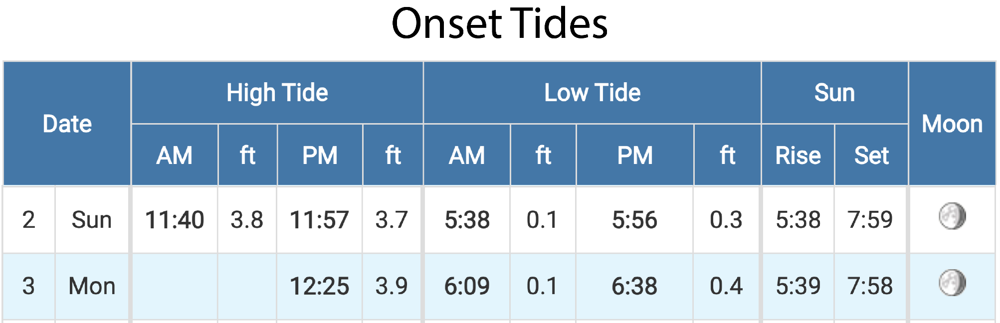 Onset Tides
Date High Tide Low Tide Sun Moon
AM ft PM ft AM ft PM ft Rise Set
2 Sun 11:40 3.8 11:57 3.7 5:38 0.1 5:56 0.3 5:38 7:59
3 Mon 12:25 3.9 6:09 0.1 6:38 0.4 5:39 7:58